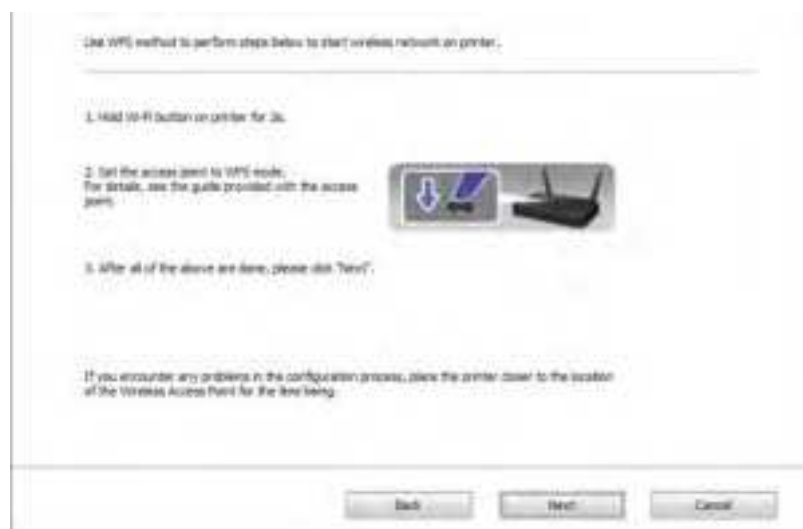 Use WPS method to perform steps below to start wireless network on printer.
1. Hold Wi-Fi button on printer for 3s.
2. Set the access point to WPS mode.
For details, see the guide provided with the access
point.
3. After all of the above are done, please click "Next".
If you encounter any problems in the configuration process, place the printer closer to the location
of the Wireless Access Point for the time being.
Back
Next
Cancel